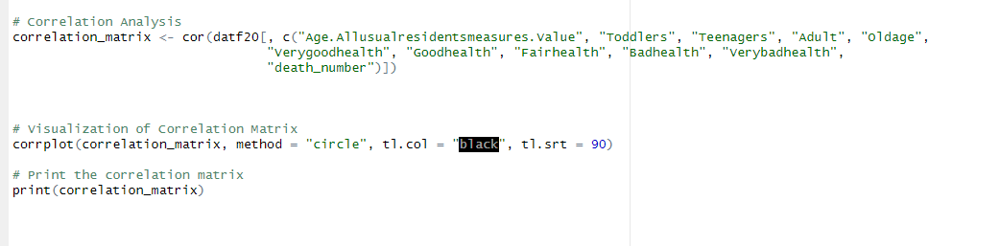 # Correlation Analysis
correlation_matrix <- cor(datf20[, c("Age.Allusualresidentsmeasures.Value", "Toddlers", "Teenagers", "Adult", "Oldage",
"Verygoodhealth", "Goodhealth", "Fairhealth", "Badhealth", "Verybadhealth",
"death_number")])
# Visualization of Correlation Matrix
corrplot(correlation_matrix, method = "circle", tl.col = "black", tl.srt = 90)
# Print the correlation matrix
print(correlation_matrix)